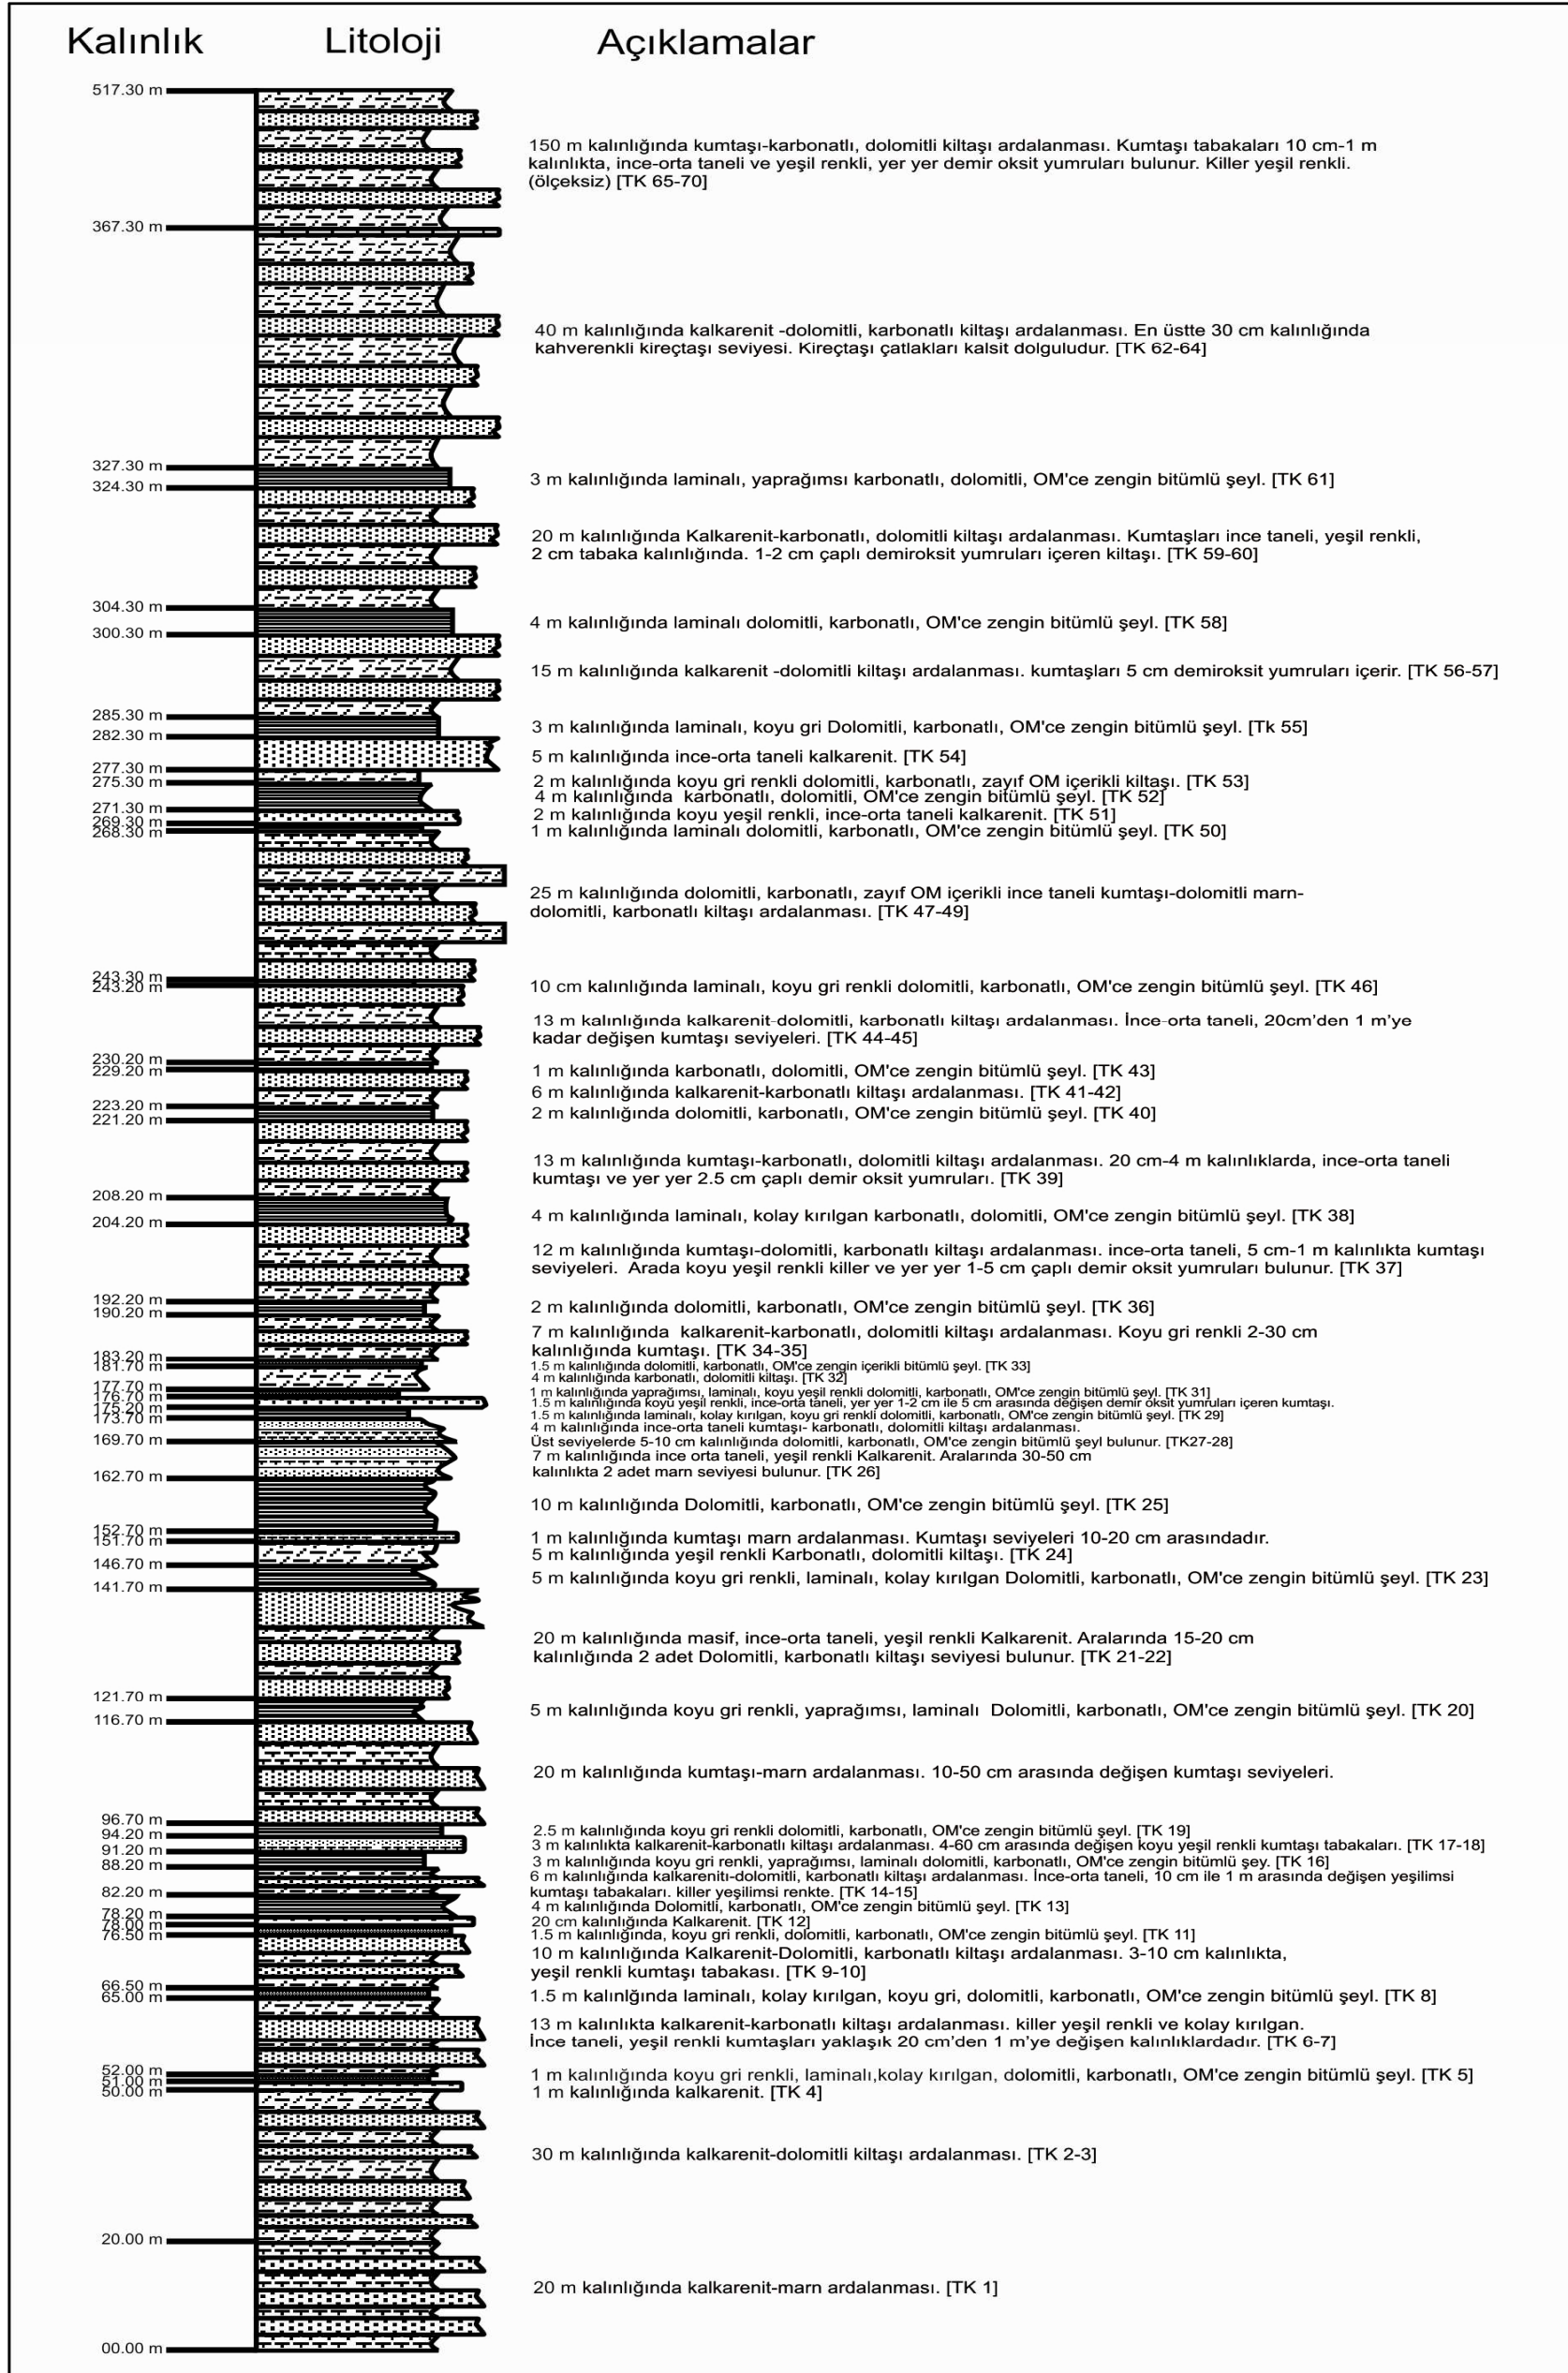 Kalınlık Litoloji Açıklamalar
517.30 m
150 m kalınlığında kumtaşı-karbonatlı, dolomitli kiltaşı ardalanması. Kumtaşı tabakaları 10 cm-1 m
kalınlıkta, ince-orta taneli ve yeşil renkli, yer yer demir oksit yumruları bulunur. Killer yeşil renkli.
(ölçeksiz) [TK 65-70]
367.30 m
40 m kalınlığında kalkarenit -dolomitli, karbonatlı kiltaşı ardalanması. En üstte 30 cm kalınlığında
kahverenkli kireçtaşı seviyesi. Kireçtaşı çatlakları kalsit dolguludur. [TK 62-64]
327.30 m
3 m kalınlığında laminalı, yaprağımsı karbonatlı, dolomitli, OM'ce zengin bitümlü şeyl. [TK 61]
324.30 m
20 m kalınlığında Kalkarenit-karbonatlı, dolomitli kiltaşı ardalanması. Kumtaşları ince taneli, yeşil renkli,
2 cm tabaka kalınlığında. 1-2 cm çaplı demiroksit yumruları içeren kiltaşı. [TK 59-60]
304.30 m
4 m kalınlığında laminalı dolomitli, karbonatlı, OM'ce zengin bitümlü şeyl. [TK 58]
300.30 m
15 m kalınlığında kalkarenit -dolomitli kiltaşı ardalanması. kumtaşları 5 cm demiroksit yumruları içerir. [TK 56-57]
285.30 m
3 m kalınlığında laminalı, koyu gri Dolomitli, karbonatlı, OM'ce zengin bitümlü şeyl. [Tk 55]
282.30 m
5 m kalınlığında ince-orta taneli kalkarenit. [TK 54]
277.30 m
2 m kalınlığında koyu gri renkli dolomitli, karbonatlı, zayıf OM içerikli kiltaşı. [TK 53]
275.30 m
4 m kalınlığında karbonatlı, dolomitli, OM'ce zengin bitümlü şeyl. [TK 52]
271.30 m
2 m kalınlığında koyu yeşil renkli, ince-orta taneli kalkarenit. [TK 51]
269.30 m
1 m kalınlığında laminalı dolomitli, karbonatlı, OM'ce zengin bitümlü şeyl. [TK 50]
268.30 m
25 m kalınlığında dolomitli, karbonatlı, zayıf OM içerikli ince taneli kumtaşı-dolomitli marn-
dolomitli, karbonatlı kiltaşı ardalanması. [TK 47-49]
243.30 m
243.20 m
10 cm kalınlığında laminalı, koyu gri renkli dolomitli, karbonatlı, OM'ce zengin bitümlü şeyl. [TK 46]
13 m kalınlığında kalkarenit-dolomitli, karbonatlı kiltaşı ardalanması. İnce-orta taneli, 20cm'den 1 m'ye
kadar değişen kumtaşı seviyeleri. [TK 44-45]
230.20 m
229.20 m
1 m kalınlığında karbonatlı, dolomitli, OM'ce zengin bitümlü şeyl. [TK 43]
6 m kalınlığında kalkarenit-karbonatlı kiltaşı ardalanması. [TK 41-42]
223.20 m
2 m kalınlığında dolomitli, karbonatlı, OM'ce zengin bitümlü şeyl. [TK 40]
221.20 m
13 m kalınlığında kumtaşı-karbonatlı, dolomitli kiltaşı ardalanması. 20 cm-4 m kalınlıklarda, ince-orta taneli
kumtaşı ve yer yer 2.5 cm çaplı demir oksit yumruları. [TK 39]
208.20 m
4 m kalınlığında laminalı, kolay kırılgan karbonatlı, dolomitli, OM'ce zengin bitümlü şeyl. [TK 38]
204.20 m
12 m kalınlığında kumtaşı-dolomitli, karbonatlı kiltaşı ardalanması. ince-orta taneli, 5 cm-1 m kalınlıkta kumtaşı
seviyeleri. Arada koyu yeşil renkli killer ve yer yer 1-5 cm çaplı demir oksit yumruları bulunur. [TK 37]
192.20 m
2 m kalınlığında dolomitli, karbonatlı, OM'ce zengin bitümlü şeyl. [TK 36]
190.20 m
7 m kalınlığında kalkarenit-karbonatlı, dolomitli kiltaşı ardalanması. Koyu gri renkli 2-30 cm
kalınlığında kumtaşı. [TK 34-35]
183.20 m
1.5 m kalınlığında dolomitli, karbonatlı, OM'ce zengin içerikli bitümlü şeyl. [TK 33]
181.70 m
4 m kalınlığında karbonatlı, dolomitli kiltaşı. [TK 32]
177.70 m
1 m kalınlığında yaprağımsı, laminalı, koyu yeşil renkli dolomitli, karbonatlı, OM'ce zengin bitümlü şeyl. [TK 31]
176.70 m
1.5 m kalınlığında koyu yeşil renkli, ince-orta taneli, yer yer 1-2 cm ile 5 cm arasında değişen demir oksit yumruları içeren kumtaşı.
175.20 m
1.5 m kalınlığında laminalı, kolay kırılgan, koyu gri renkli dolomitli, karbonatlı, OM'ce zengin bitümlü şeyl. [TK 29]
173.70 m
4 m kalınlığında ince-orta taneli kumtaşı- karbonatlı, dolomitli kiltaşı ardalanması.
Üst seviyelerde 5-10 cm kalınlığında dolomitli, karbonatlı, OM'ce zengin bitümlü şeyl bulunur. [TK27-28]
169.70 m
7 m kalınlığında ince orta taneli, yeşil renkli Kalkarenit. Aralarında 30-50 cm
kalınlıkta 2 adet marn seviyesi bulunur. [TK 26]
162.70 m
10 m kalınlığında Dolomitli, karbonatlı, OM'ce zengin bitümlü şeyl. [TK 25]
152.70 m
1 m kalınlığında kumtaşı marn ardalanması. Kumtaşı seviyeleri 10-20 cm arasındadır.
151.70 m
5 m kalınlığında yeşil renkli Karbonatlı, dolomitli kiltaşı. [TK 24]
146.70 m
5 m kalınlığında koyu gri renkli, laminalı, kolay kırılgan Dolomitli, karbonatlı, OM'ce zengin bitümlü şeyl. [TK 23]
141.70 m
20 m kalınlığında masif, ince-orta taneli, yeşil renkli Kalkarenit. Aralarında 15-20 cm
kalınlığında 2 adet Dolomitli, karbonatlı kiltaşı seviyesi bulunur. [TK 21-22]
121.70 m
5 m kalınlığında koyu gri renkli, yaprağımsı, laminalı Dolomitli, karbonatlı, OM'ce zengin bitümlü şeyl. [TK 20]
116.70 m
20 m kalınlığında kumtaşı-marn ardalanması. 10-50 cm arasında değişen kumtaşı seviyeleri.
96.70 m
2.5 m kalınlığında koyu gri renkli dolomitli, karbonatlı, OM'ce zengin bitümlü şeyl. [TK 19]
94.20 m
3 m kalınlıkta kalkarenit-karbonatlı kiltaşı ardalanması. 4-60 cm arasında değişen koyu yeşil renkli kumtaşı tabakaları. [TK 17-18]
91.20 m
3 m kalınlığında koyu gri renkli, yaprağımsı, laminalı dolomitli, karbonatlı, OM'ce zengin bitümlü şey. [TK 16]
88.20 m
6 m kalınlığında kalkarenitı-dolomitli, karbonatlı kiltaşı ardalanması. İnce-orta taneli, 10 cm ile 1 m arasında değişen yeşilimsi
kumtaşı tabakaları. killer yeşilimsi renkte. [TK 14-15]
82.20 m
4 m kalınlığında Dolomitli, karbonatlı, OM'ce zengin bitümlü şeyl. [TK 13]
78.20 m
20 cm kalınlığında Kalkarenit. [TK 12]
78.00 m
1.5 m kalınlığında, koyu gri renkli, dolomitli, karbonatlı, OM'ce zengin bitümlü şeyl. [TK 11]
76.50 m
10 m kalınlığında Kalkarenit-Dolomitli, karbonatlı kiltaşı ardalanması. 3-10 cm kalınlıkta,
yeşil renkli kumtaşı tabakası. [TK 9-10]
66.50 m
1.5 m kalınlğında laminalı, kolay kırılgan, koyu gri, dolomitli, karbonatlı, OM'ce zengin bitümlü şeyl. [TK 8]
65.00 m
13 m kalınlıkta kalkarenit-karbonatlı kiltaşı ardalanması. killer yeşil renkli ve kolay kırılgan.
İnce taneli, yeşil renkli kumtaşları yaklaşık 20 cm'den 1 m'ye değişen kalınlıklardadır. [TK 6-7]
52.00 m
1 m kalınlığında koyu gri renkli, laminalı,kolay kırılgan, dolomitli, karbonatlı, OM'ce zengin bitümlü şeyl. [TK 5]
51.00 m
1 m kalınlığında kalkarenit. [TK 4]
50.00 m
30 m kalınlığında kalkarenit-dolomitli kiltaşı ardalanması. [TK 2-3]
20.00 m
20 m kalınlığında kalkarenit-marn ardalanması. [TK 1]
00.00 m